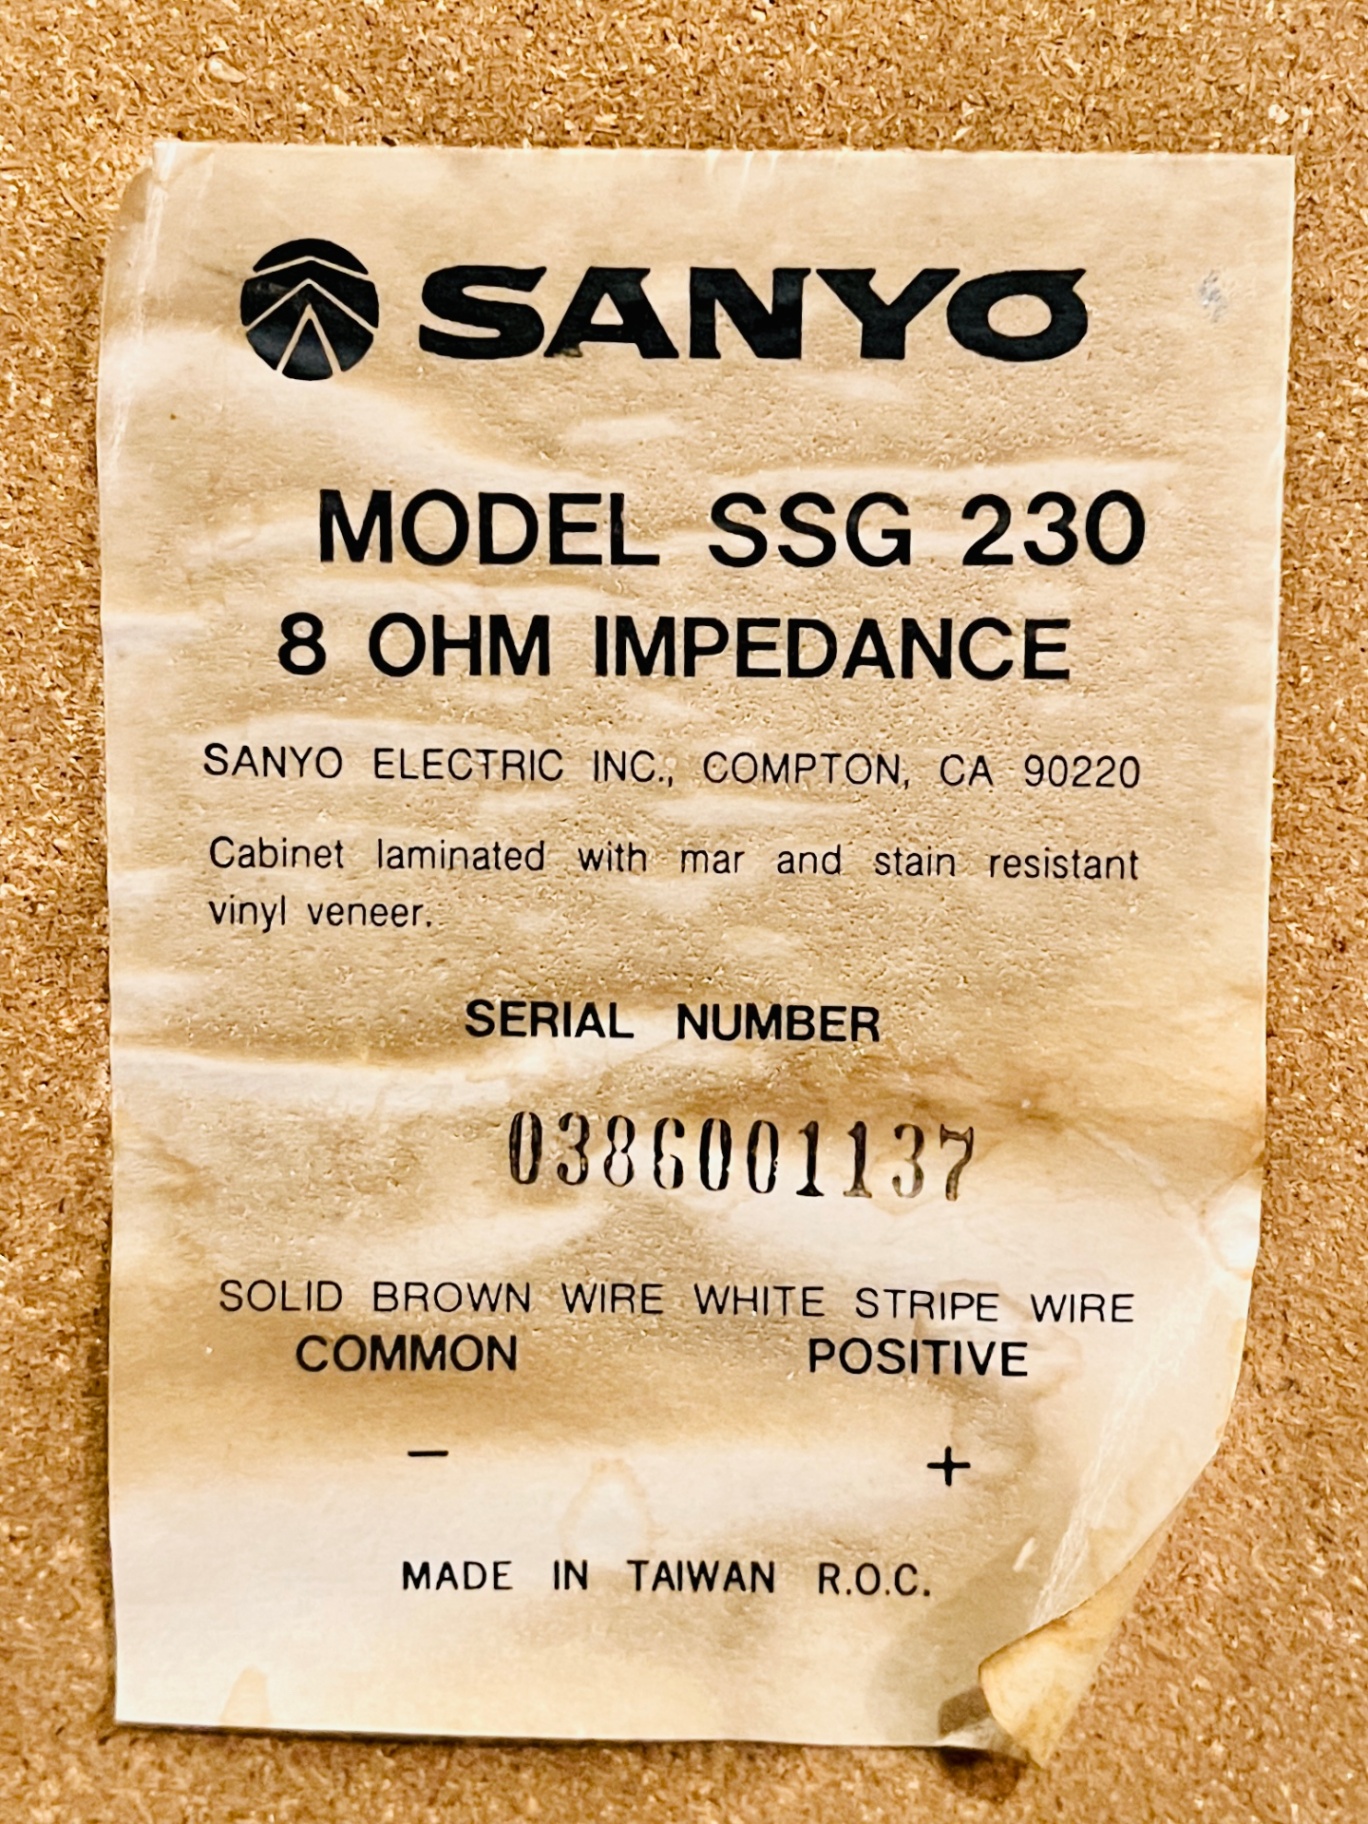 SANYO
MODEL SSG 230
8 OHM IMPEDANCE
SANYO ELECTRIC INC., COMPTON, CA 90220
Cabinet laminated with mar and stain resistant
vinyl veneer.
SERIAL NUMBER
0386001137
SOLID BROWN WIRE WHITE STRIPE WIRE
COMMON POSITIVE
− +
MADE IN TAIWAN R.O.C.